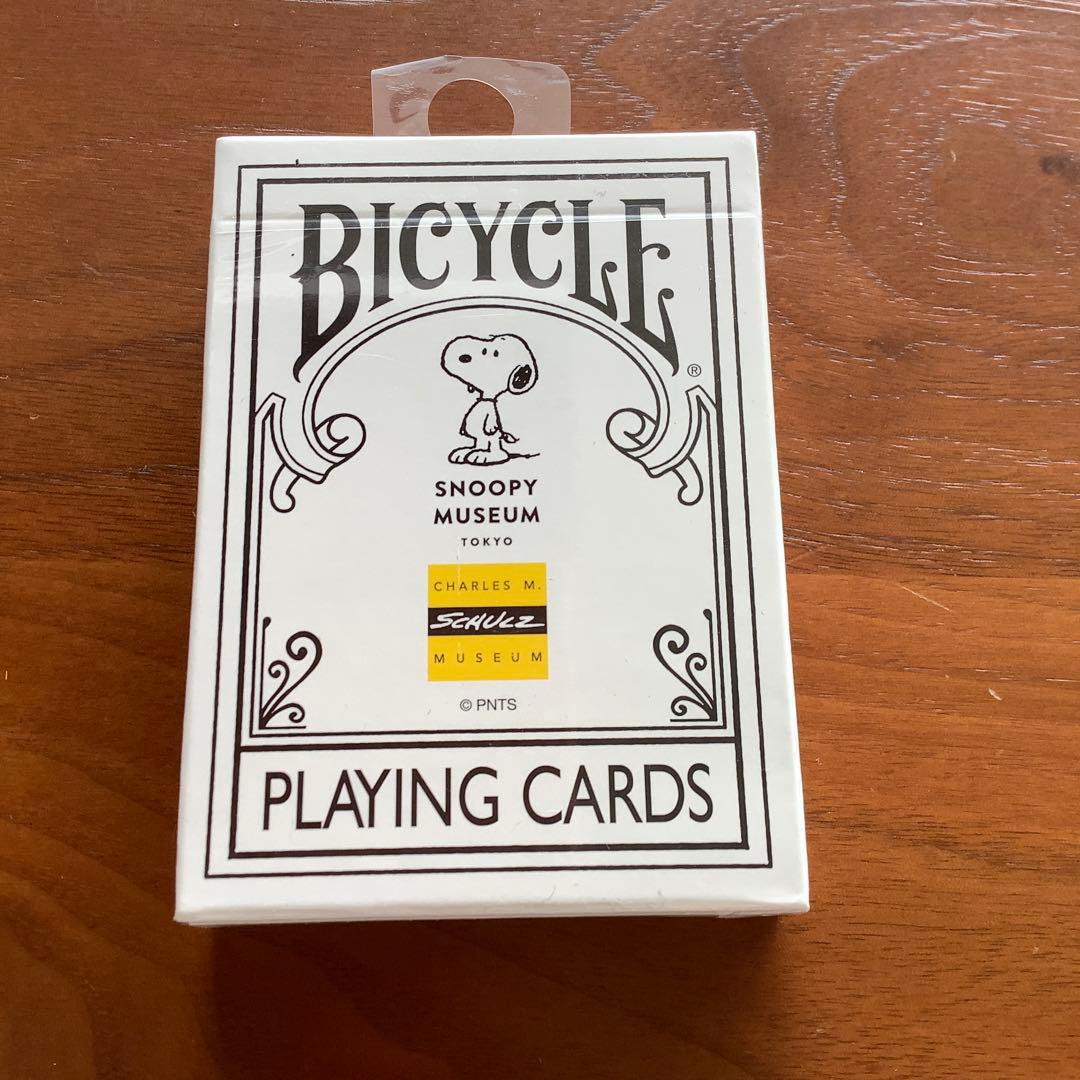 BICYCLE
®
SNOOPY
MUSEUM
TOKYO
CHARLES M.
SCHULZ
MUSEUM
© PNTS
PLAYING CARDS